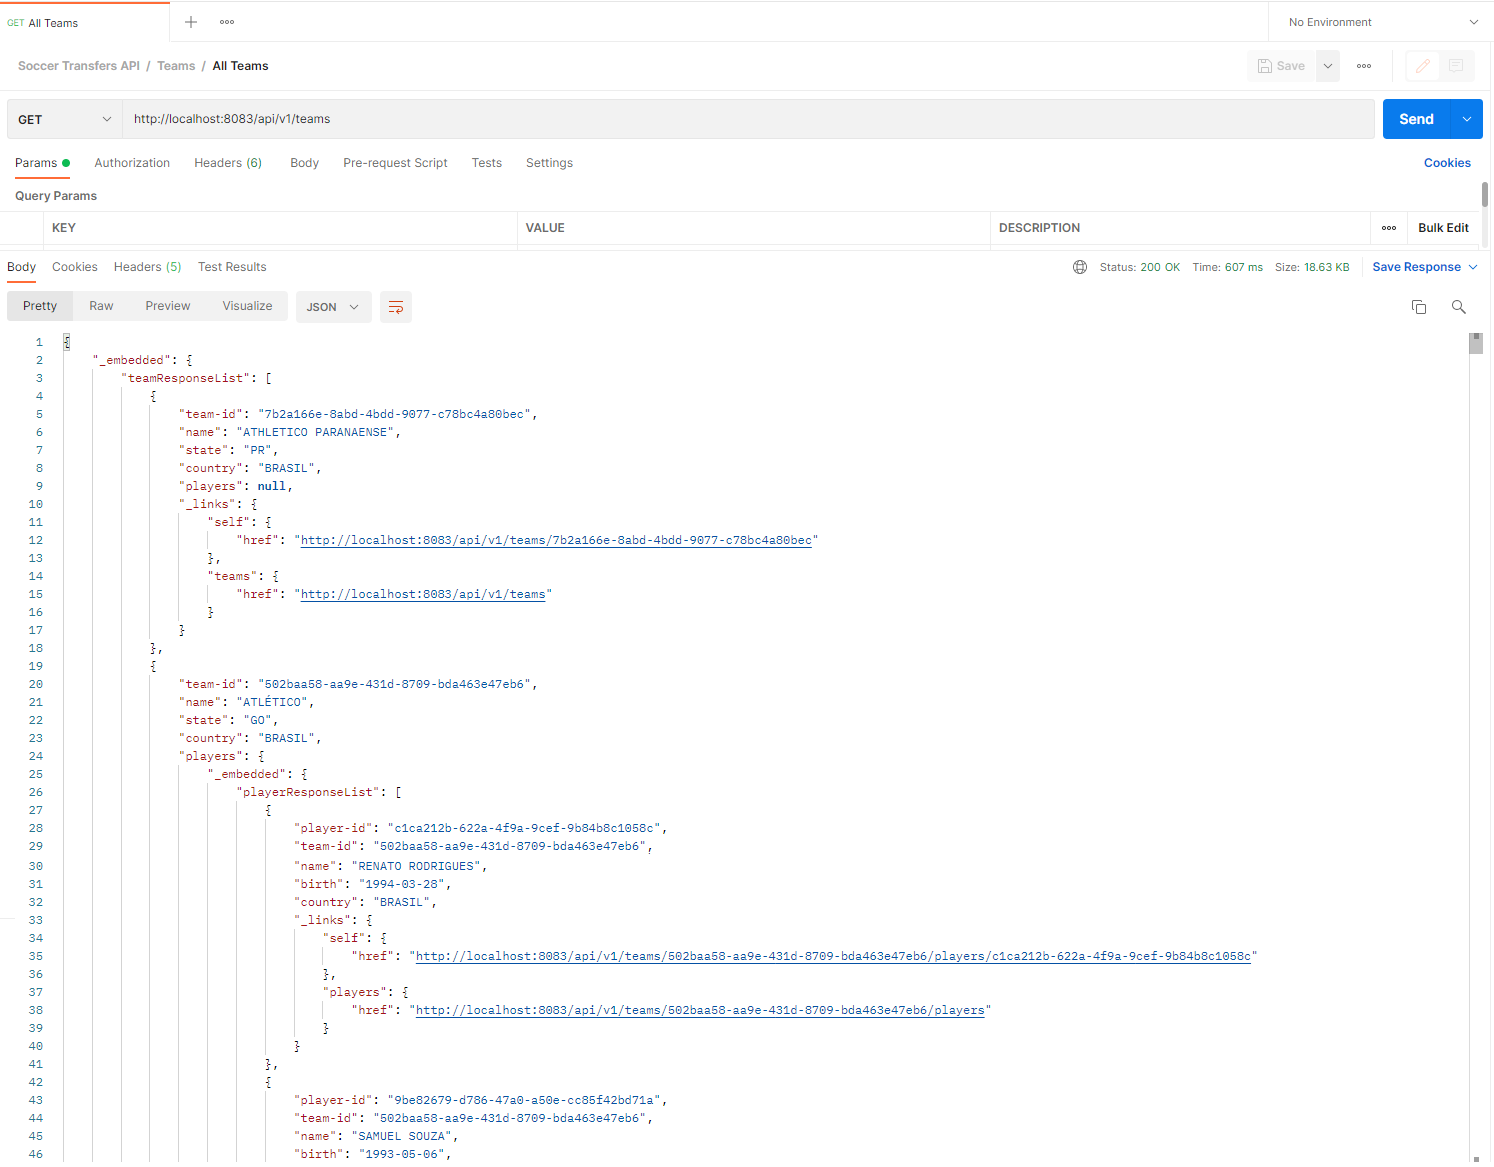 GET All Teams
No Environment
Soccer Transfers API / Teams / All Teams
Save
GET http://localhost:8083/api/v1/teams
Send
Params Authorization Headers (6) Body Pre-request Script Tests Settings
Cookies
Query Params
KEY VALUE DESCRIPTION
Bulk Edit
Body Cookies Headers (5) Test Results
Status: 200 OK Time: 607 ms Size: 18.63 KB Save Response
Pretty Raw Preview Visualize JSON
1 {
2 "_embedded": {
3 "teamResponseList": [
4 {
5 "team-id": "7b2a166e-8abd-4bdd-9077-c78bc4a80bec",
6 "name": "ATHLETICO PARANAENSE",
7 "state": "PR",
8 "country": "BRASIL",
9 "players": null,
10 "_links": {
11 "self": {
12 "href": "http://localhost:8083/api/v1/teams/7b2a166e-8abd-4bdd-9077-c78bc4a80bec"
13 },
14 "teams": {
15 "href": "http://localhost:8083/api/v1/teams"
16 }
17 }
18 },
19 {
20 "team-id": "502baa58-aa9e-431d-8709-bda463e47eb6",
21 "name": "ATLÉTICO",
22 "state": "GO",
23 "country": "BRASIL",
24 "players": {
25 "_embedded": {
26 "playerResponseList": [
27 {
28 "player-id": "c1ca212b-622a-4f9a-9cef-9b84b8c1058c",
29 "team-id": "502baa58-aa9e-431d-8709-bda463e47eb6",
30 "name": "RENATO RODRIGUES",
31 "birth": "1994-03-28",
32 "country": "BRASIL",
33 "_links": {
34 "self": {
35 "href": "http://localhost:8083/api/v1/teams/502baa58-aa9e-431d-8709-bda463e47eb6/players/c1ca212b-622a-4f9a-9cef-9b84b8c1058c"
36 },
37 "players": {
38 "href": "http://localhost:8083/api/v1/teams/502baa58-aa9e-431d-8709-bda463e47eb6/players"
39 }
40 }
41 },
42 {
43 "player-id": "9be82679-d786-47a0-a50e-cc85f42bd71a",
44 "team-id": "502baa58-aa9e-431d-8709-bda463e47eb6",
45 "name": "SAMUEL SOUZA",
46 "birth": "1993-05-06",